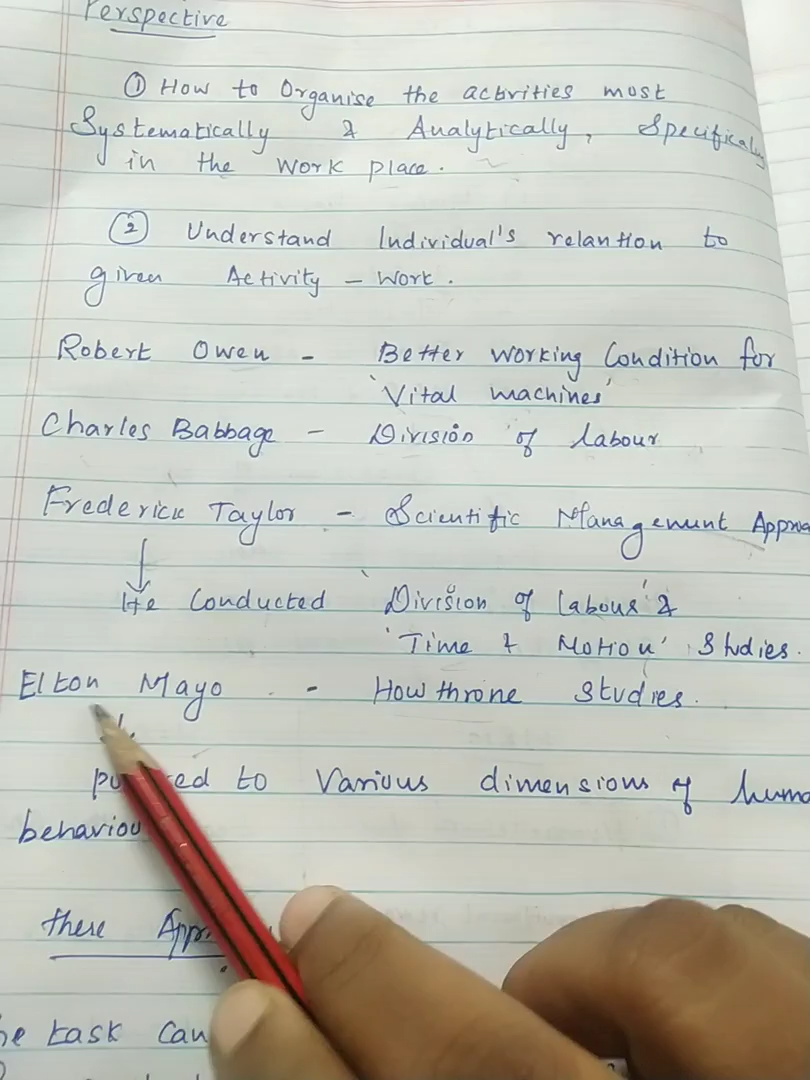 Perspective
① How to Organise the activities most
Systematically & Analytically, Specifically
in the work place.
② Understand Individual's relantion to
given Activity – Work.
Robert Owen – Better working Condition for
'Vital machines'
Charles Babbage – Division of labour
Frederick Taylor – Scientific Management
He Conducted 'Division of Labour' &
'Time & Motion' Studies.
Elton Mayo - Howthrone Studies.
to Various dimensions of
these
task can